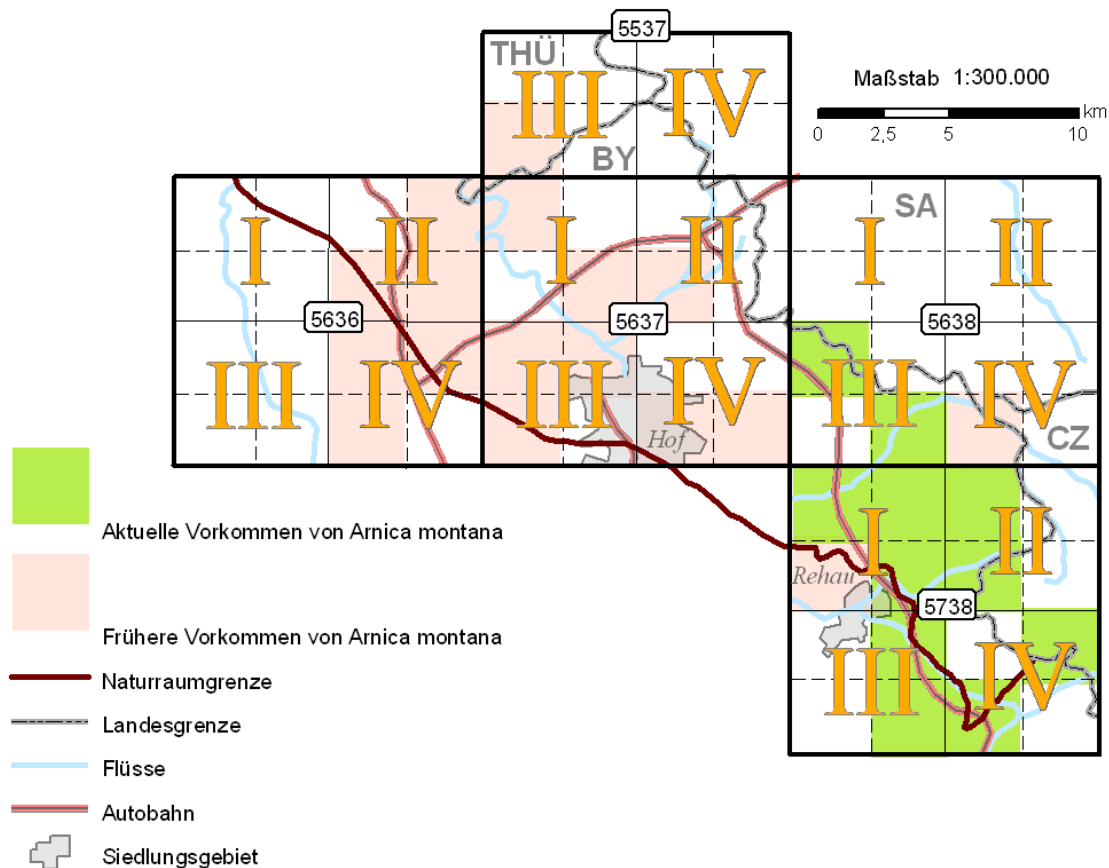 5537
THÜ
III IV
Maßstab 1:300.000
km
0 2,5 5 10
BY
SA
I II I II I II
5636 5637 5638
III IV III IV III IV
Hof
CZ
Aktuelle Vorkommen von Arnica montana
I II
Rehau
5738
Frühere Vorkommen von Arnica montana
III IV
Naturraumgrenze
Landesgrenze
Flüsse
Autobahn
Siedlungsgebiet